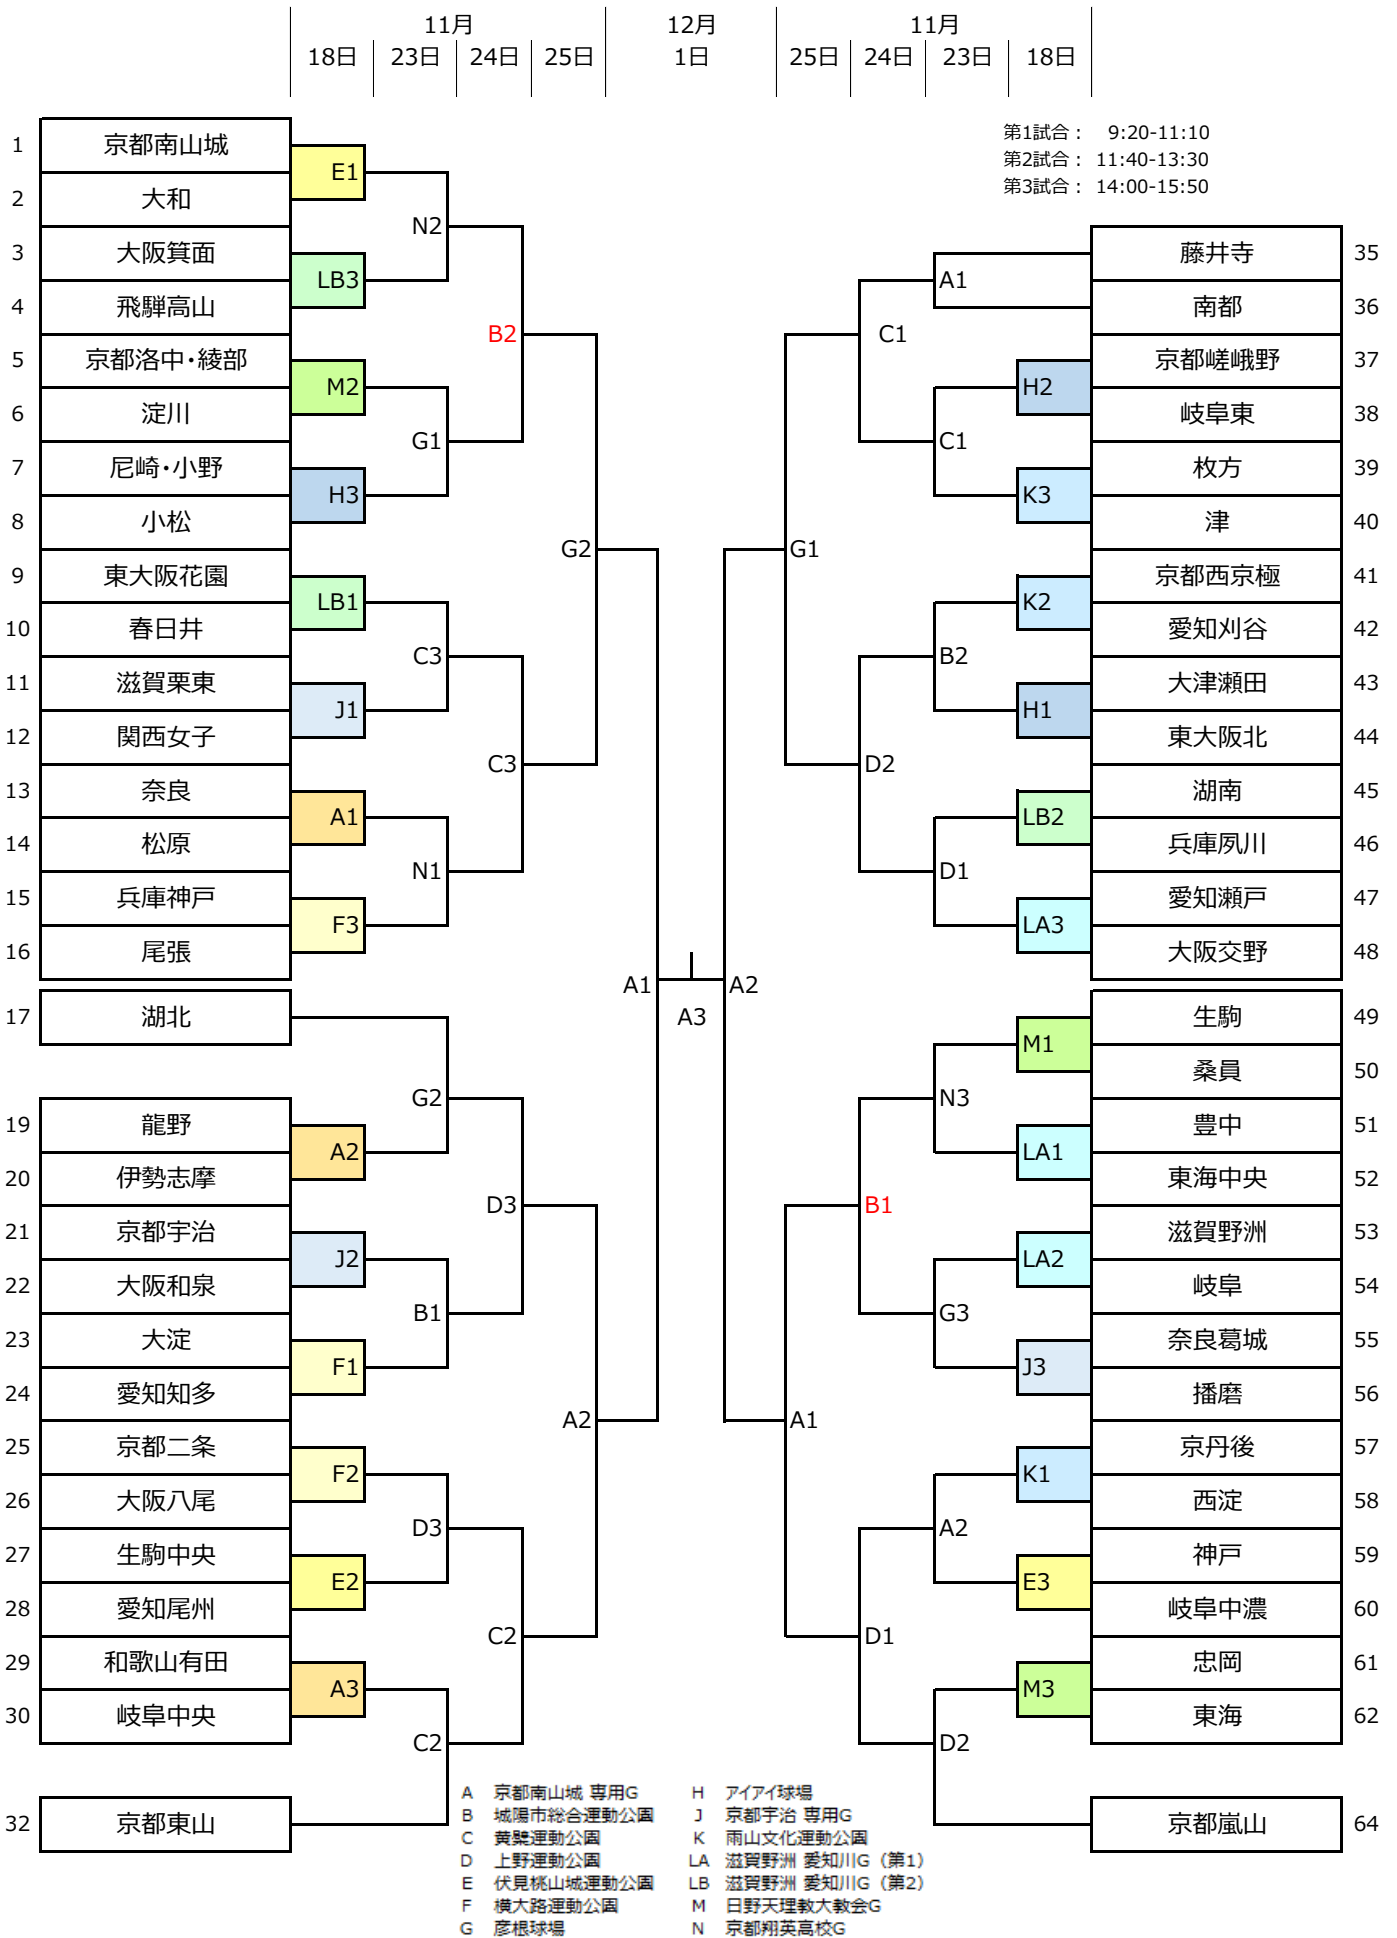 11月 12月 11月
18日 23日 24日 25日 1日 25日 24日 23日 18日
第1試合： 9:20-11:10
第2試合： 11:40-13:30
第3試合： 14:00-15:50
1 京都南山城
E1
2 大和
N2
3 大阪箕面
LB3
4 飛騨高山
B2
5 京都洛中・綾部
M2
6 淀川
G1
7 尼崎・小野
H3
8 小松
G2
9 東大阪花園
LB1
10 春日井
C3
11 滋賀栗東
J1
12 関西女子
C3
13 奈良
A1
14 松原
N1
15 兵庫神戸
F3
16 尾張
A1
17 湖北
G2
19 龍野
A2
20 伊勢志摩
D3
21 京都宇治
J2
22 大阪和泉
B1
23 大淀
F1
24 愛知知多
A2
25 京都二条
F2
26 大阪八尾
D3
27 生駒中央
E2
28 愛知尾州
C2
29 和歌山有田
A3
30 岐阜中央
C2
32 京都東山
A3
藤井寺 35
A1
南都 36
C1
京都嵯峨野 37
H2
岐阜東 38
C1
枚方 39
K3
津 40
G1
京都西京極 41
K2
愛知刈谷 42
B2
大津瀬田 43
H1
東大阪北 44
D2
湖南 45
LB2
兵庫夙川 46
D1
愛知瀬戸 47
LA3
大阪交野 48
A2
生駒 49
M1
桑員 50
N3
豊中 51
LA1
東海中央 52
B1
滋賀野洲 53
LA2
岐阜 54
G3
奈良葛城 55
J3
播磨 56
A1
京丹後 57
K1
西淀 58
A2
神戸 59
E3
岐阜中濃 60
D1
忠岡 61
M3
東海 62
D2
京都嵐山 64
A 京都南山城 専用G
B 城陽市総合運動公園
C 黄檗運動公園
D 上野運動公園
E 伏見桃山城運動公園
F 横大路運動公園
G 彦根球場
H アイアイ球場
J 京都宇治 専用G
K 雨山文化運動公園
LA 滋賀野洲 愛知川G（第1）
LB 滋賀野洲 愛知川G（第2）
M 日野天理教大教会G
N 京都翔英高校G